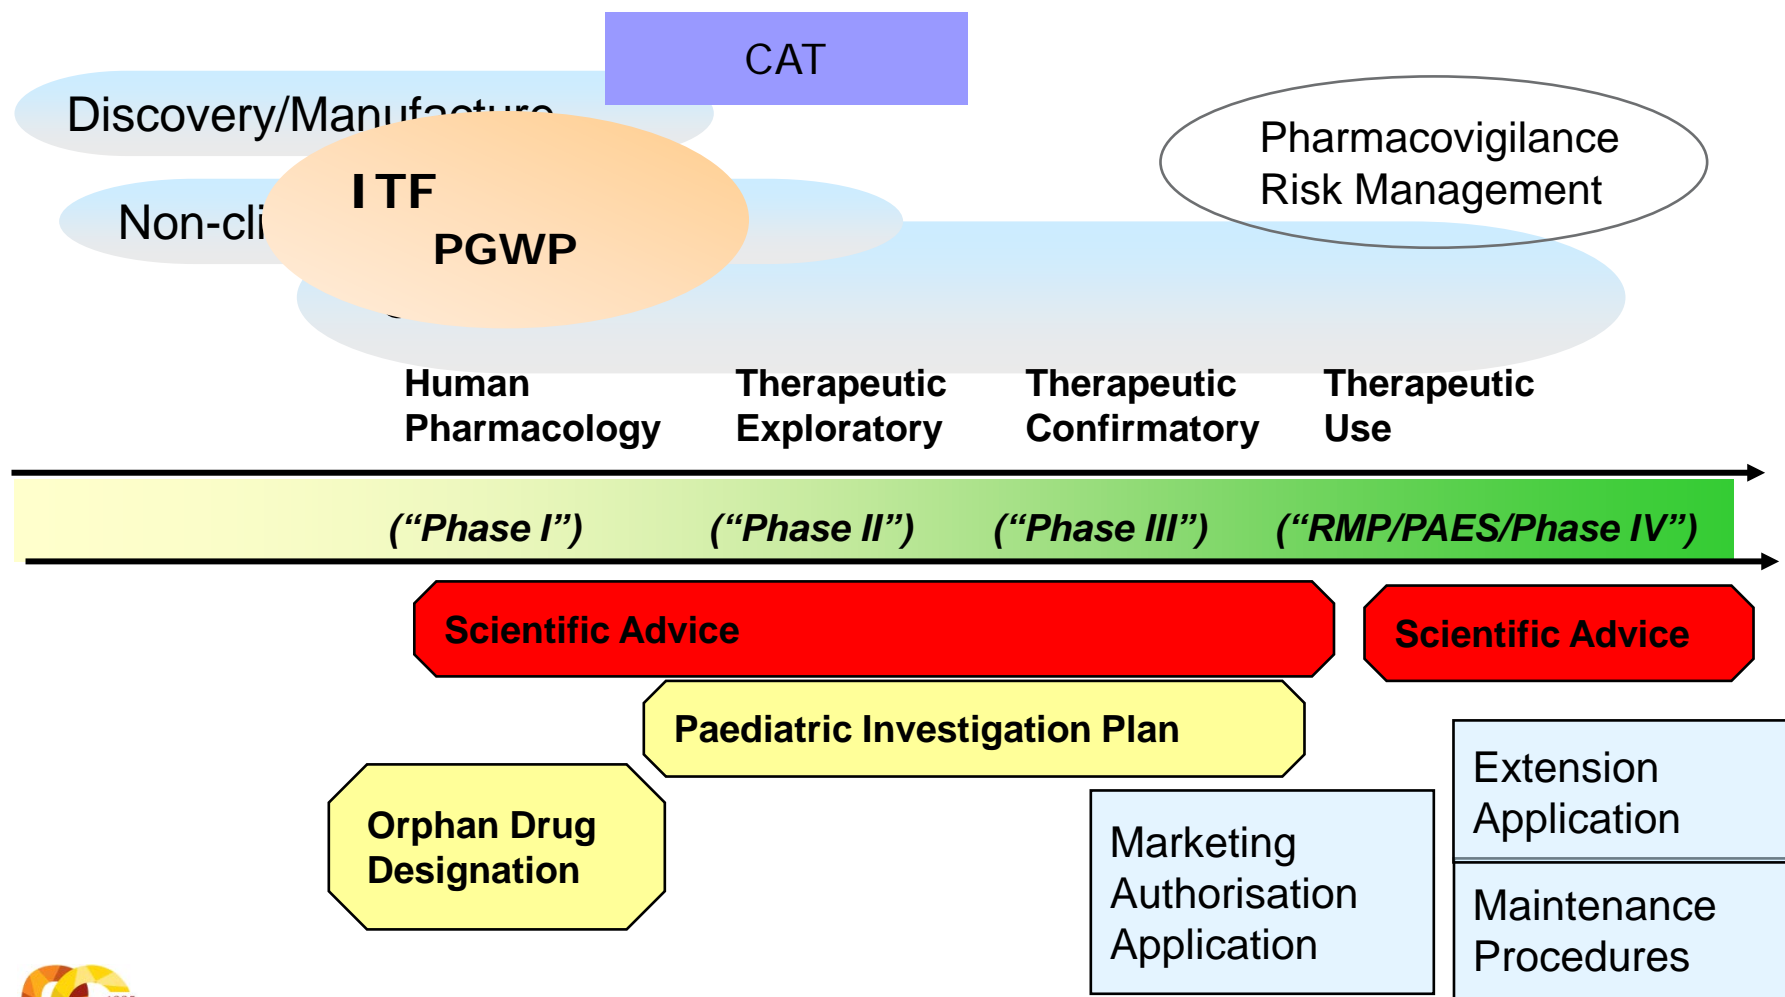 CAT
Discovery/Manufacture
Pharmacovigilance
Risk Management
ITF
Non-cli
PGWP
Human
Pharmacology
Therapeutic
Exploratory
Therapeutic
Confirmatory
Therapeutic
Use
(“Phase I”)
(“Phase II”)
(“Phase III”)
(“RMP/PAES/Phase IV”)
Scientific Advice
Scientific Advice
Paediatric Investigation Plan
Orphan Drug
Designation
Marketing
Authorisation
Application
Extension
Application
Maintenance
Procedures